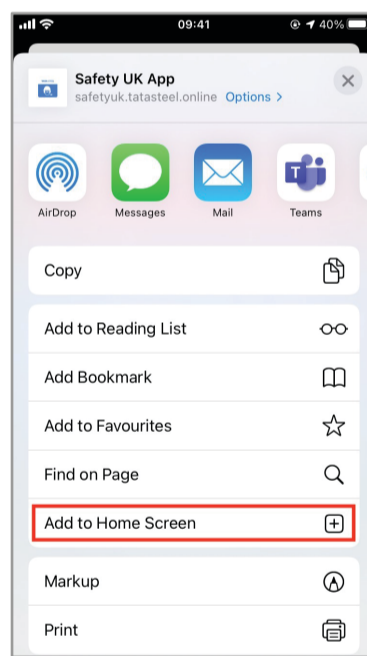 09:41
40%
Safety UK App
safetyuk.tatasteel.online Options >
AirDrop
Messages
Mail
Teams
Copy
Add to Reading List
Add Bookmark
Add to Favourites
Find on Page
Add to Home Screen
Markup
Print